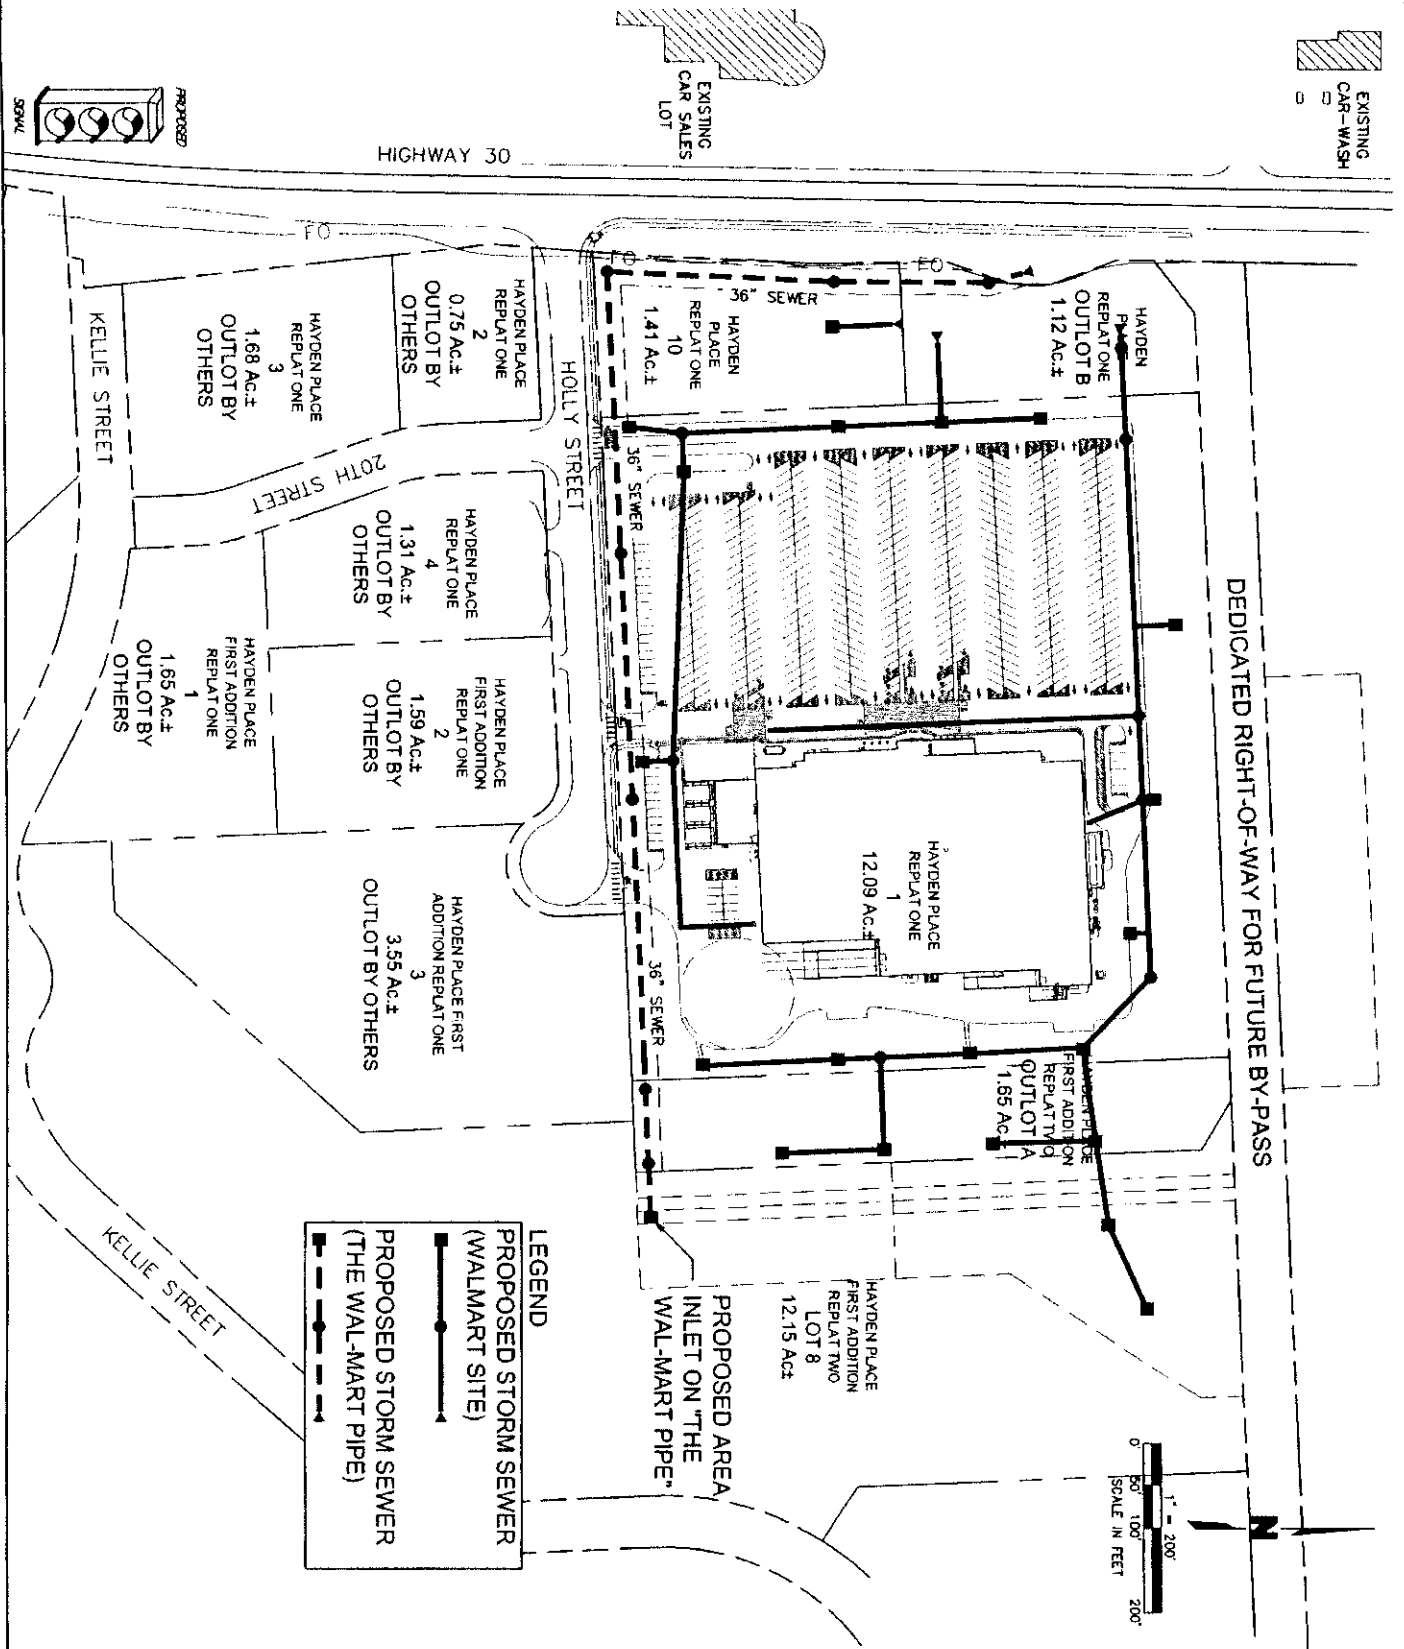 EXISTING
CAR-WASH
EXISTING
CAR SALES
LOT
PROPOSED
SIGNAL
HIGHWAY 30
FO
FO
FO
36" SEWER
HAYDEN
REPLAT ONE
OUTLOT B
1.12 Ac.±
HAYDEN
PLACE
REPLAT ONE
10
1.41 Ac.±
HAYDEN PLACE
REPLAT ONE
2
0.75 Ac.±
OUTLOT BY
OTHERS
HAYDEN PLACE
REPLAT ONE
3
1.68 Ac.±
OUTLOT BY
OTHERS
KELLIE STREET
HOLLY STREET
20TH STREET
36" SEWER
HAYDEN PLACE
REPLAT ONE
4
1.31 Ac.±
OUTLOT BY
OTHERS
HAYDEN PLACE
FIRST ADDITION
REPLAT ONE
2
1.59 Ac.±
OUTLOT BY
OTHERS
HAYDEN PLACE
FIRST ADDITION
REPLAT ONE
1
1.65 Ac.±
OUTLOT BY
OTHERS
DEDICATED RIGHT-OF-WAY FOR FUTURE BY-PASS
HAYDEN PLACE
REPLAT ONE
1
12.09 Ac.±
36" SEWER
HAYDEN PLACE FIRST
ADDITION REPLAT ONE
3
3.55 Ac.±
OUTLOT BY OTHERS
HAYDEN PLACE
FIRST ADDITION
REPLAT TWO
OUTLOT A
1.65 Ac
HAYDEN PLACE
FIRST ADDITION
REPLAT TWO
LOT 8
12.15 Ac±
PROPOSED AREA
INLET ON "THE
WAL-MART PIPE"
KELLIE STREET
LEGEND
PROPOSED STORM SEWER
(WALMART SITE)
PROPOSED STORM SEWER
(THE WAL-MART PIPE)
N
1" = 200'
0' 50' 100' 200'
SCALE IN FEET